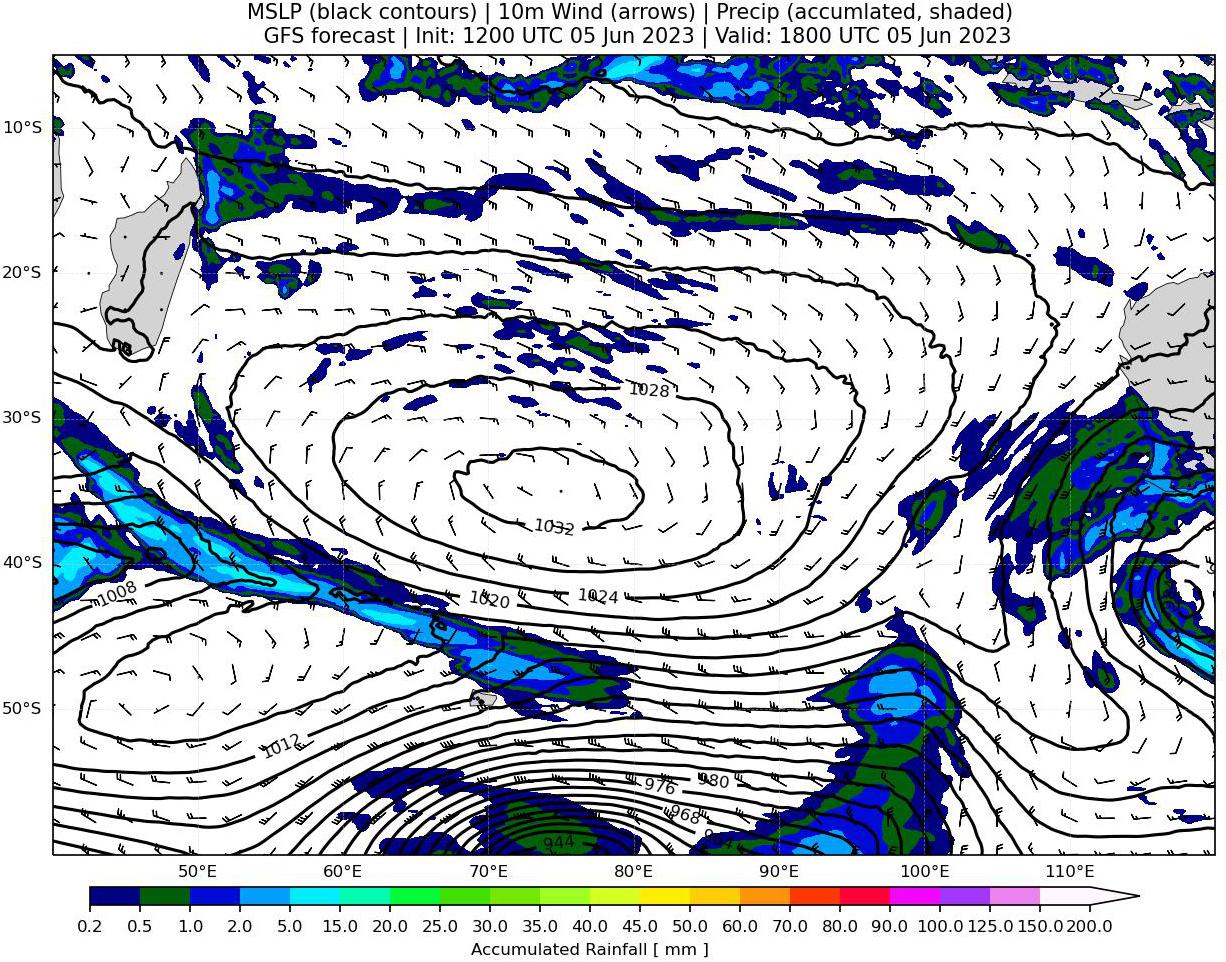 MSLP (black contours) | 10m Wind (arrows) | Precip (accumlated, shaded)
GFS forecast | Init: 1200 UTC 05 Jun 2023 | Valid: 1800 UTC 05 Jun 2023
10°S
20°S
1028
30°S
1032
40°S
1008
1020
1024
50°S
1012
976
980
968
944
50°E
60°E
70°E
80°E
90°E
100°E
110°E
0.2
0.5
1.0
2.0
5.0
10.0
15.0
20.0
25.0
30.0
35.0
40.0
45.0
50.0
60.0
70.0
80.0
90.0
100.0
125.0
150.0
200.0
Accumulated Rainfall [ mm ]